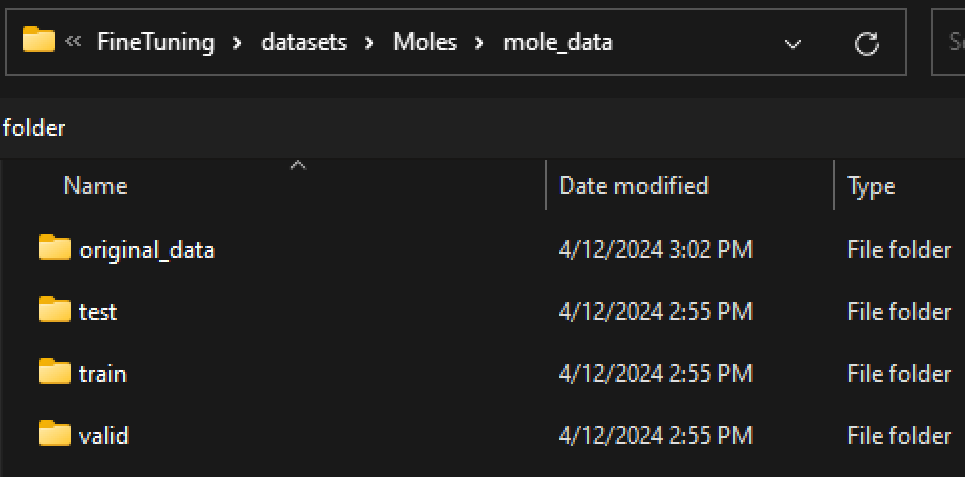 « FineTuning > datasets > Moles > mole_data
folder
Name Date modified Type
original_data 4/12/2024 3:02 PM File folder
test 4/12/2024 2:55 PM File folder
train 4/12/2024 2:55 PM File folder
valid 4/12/2024 2:55 PM File folder